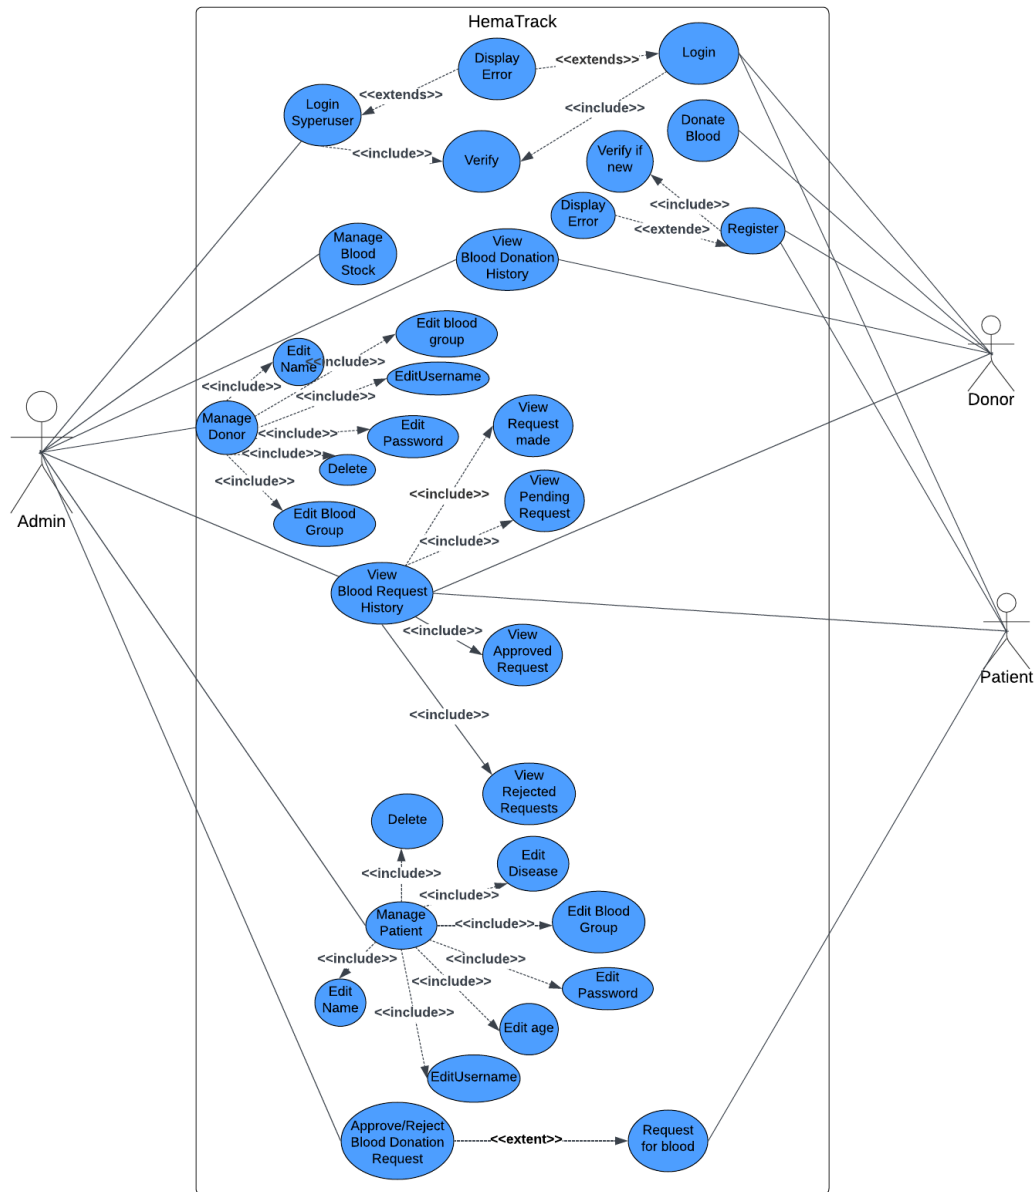 HemaTrack
Display
Error
<<extends>>
Login
<<extends>>
Login
Syperuser
<<include>>
Donate
Blood
<<include>>
Verify
Verify if
new
Display
Error
<<include>>
<<extende>
Register
Manage
Blood
Stock
View
Blood Donation
History
Edit blood
group
Edit
Name
<<include>>
EditUsername
<<include>>
<<include>>
Manage
Donor
<<include>>
Edit
Password
<<include>>
Delete
<<include>>
Edit Blood
Group
View
Request
made
<<include>>
View
Pending
Request
<<include>>
Donor
Admin
View
Blood Request
History
<<include>>
View
Approved
Request
Patient
<<include>>
View
Rejected
Requests
Delete
<<include>>
Edit
Disease
<<include>>
Manage
Patient
<<include>>
Edit Blood
Group
<<include>>
<<include>>
Edit
Password
<<include>>
Edit
Name
<<include>>
Edit age
EditUsername
Approve/Reject
Blood Donation
Request
<<extent>>
Request
for blood